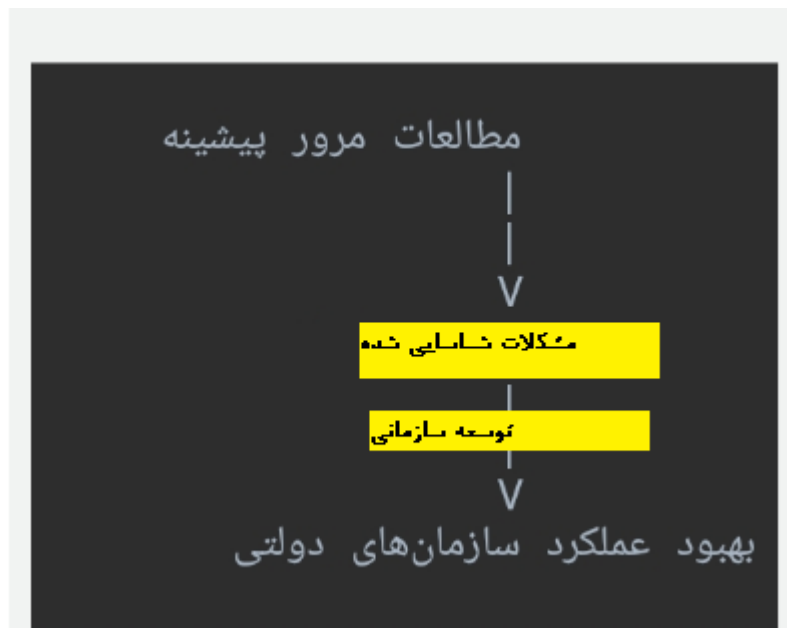 مطالعات مرور پیشینه
|
|
V
مشکلات شناسایی شده
|
توسعه سازمانی
|
V
بهبود عملکرد سازمان‌های دولتی